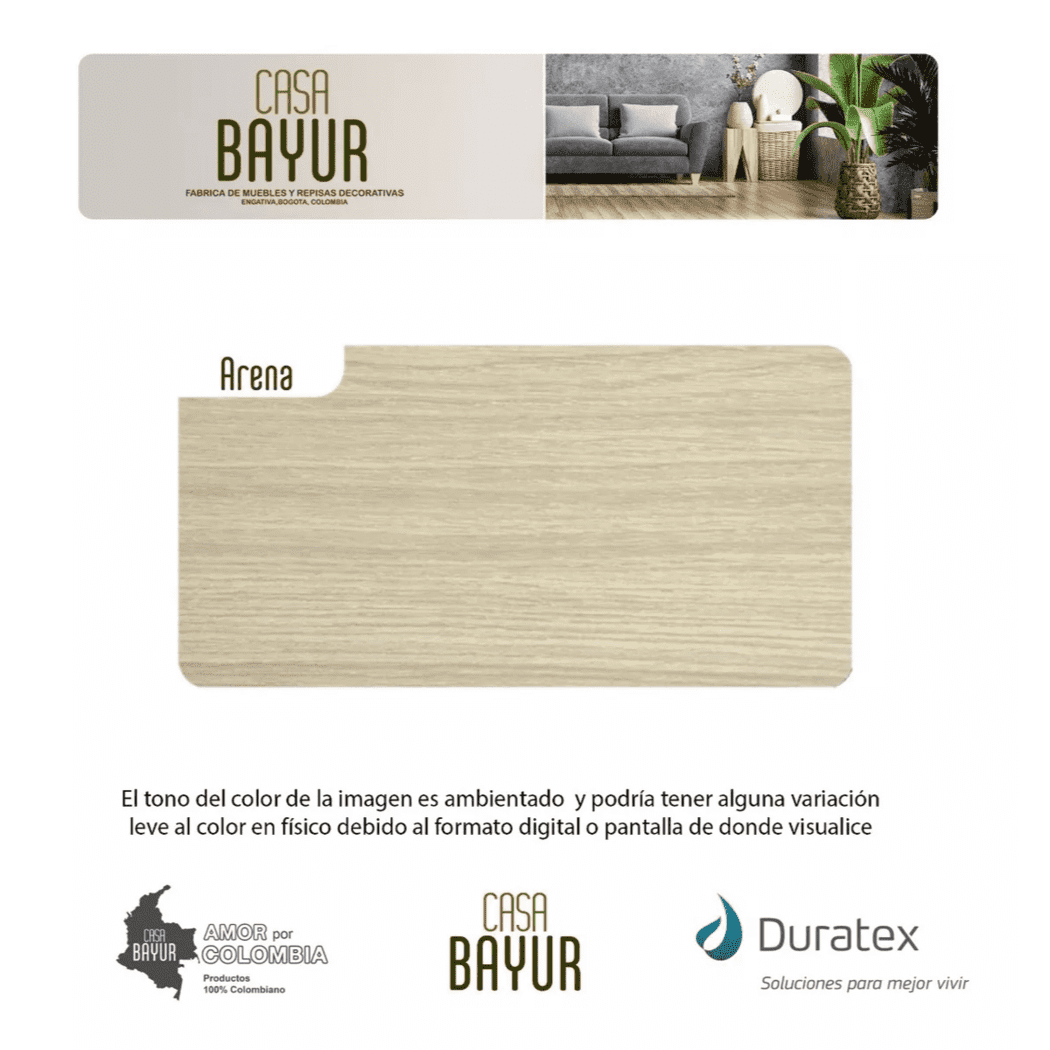 CASA
BAYUR
FABRICA DE MUEBLES Y REPISAS DECORATIVAS
ENGATIVA,BOGOTA, COLOMBIA
Arena
El tono del color de la imagen es ambientado y podría tener alguna variación
leve al color en físico debido al formato digital o pantalla de donde visualice
CASA
BAYUR
AMOR por
COLOMBIA
Productos
100% Colombiano
CASA
BAYUR
Duratex
Soluciones para mejor vivir